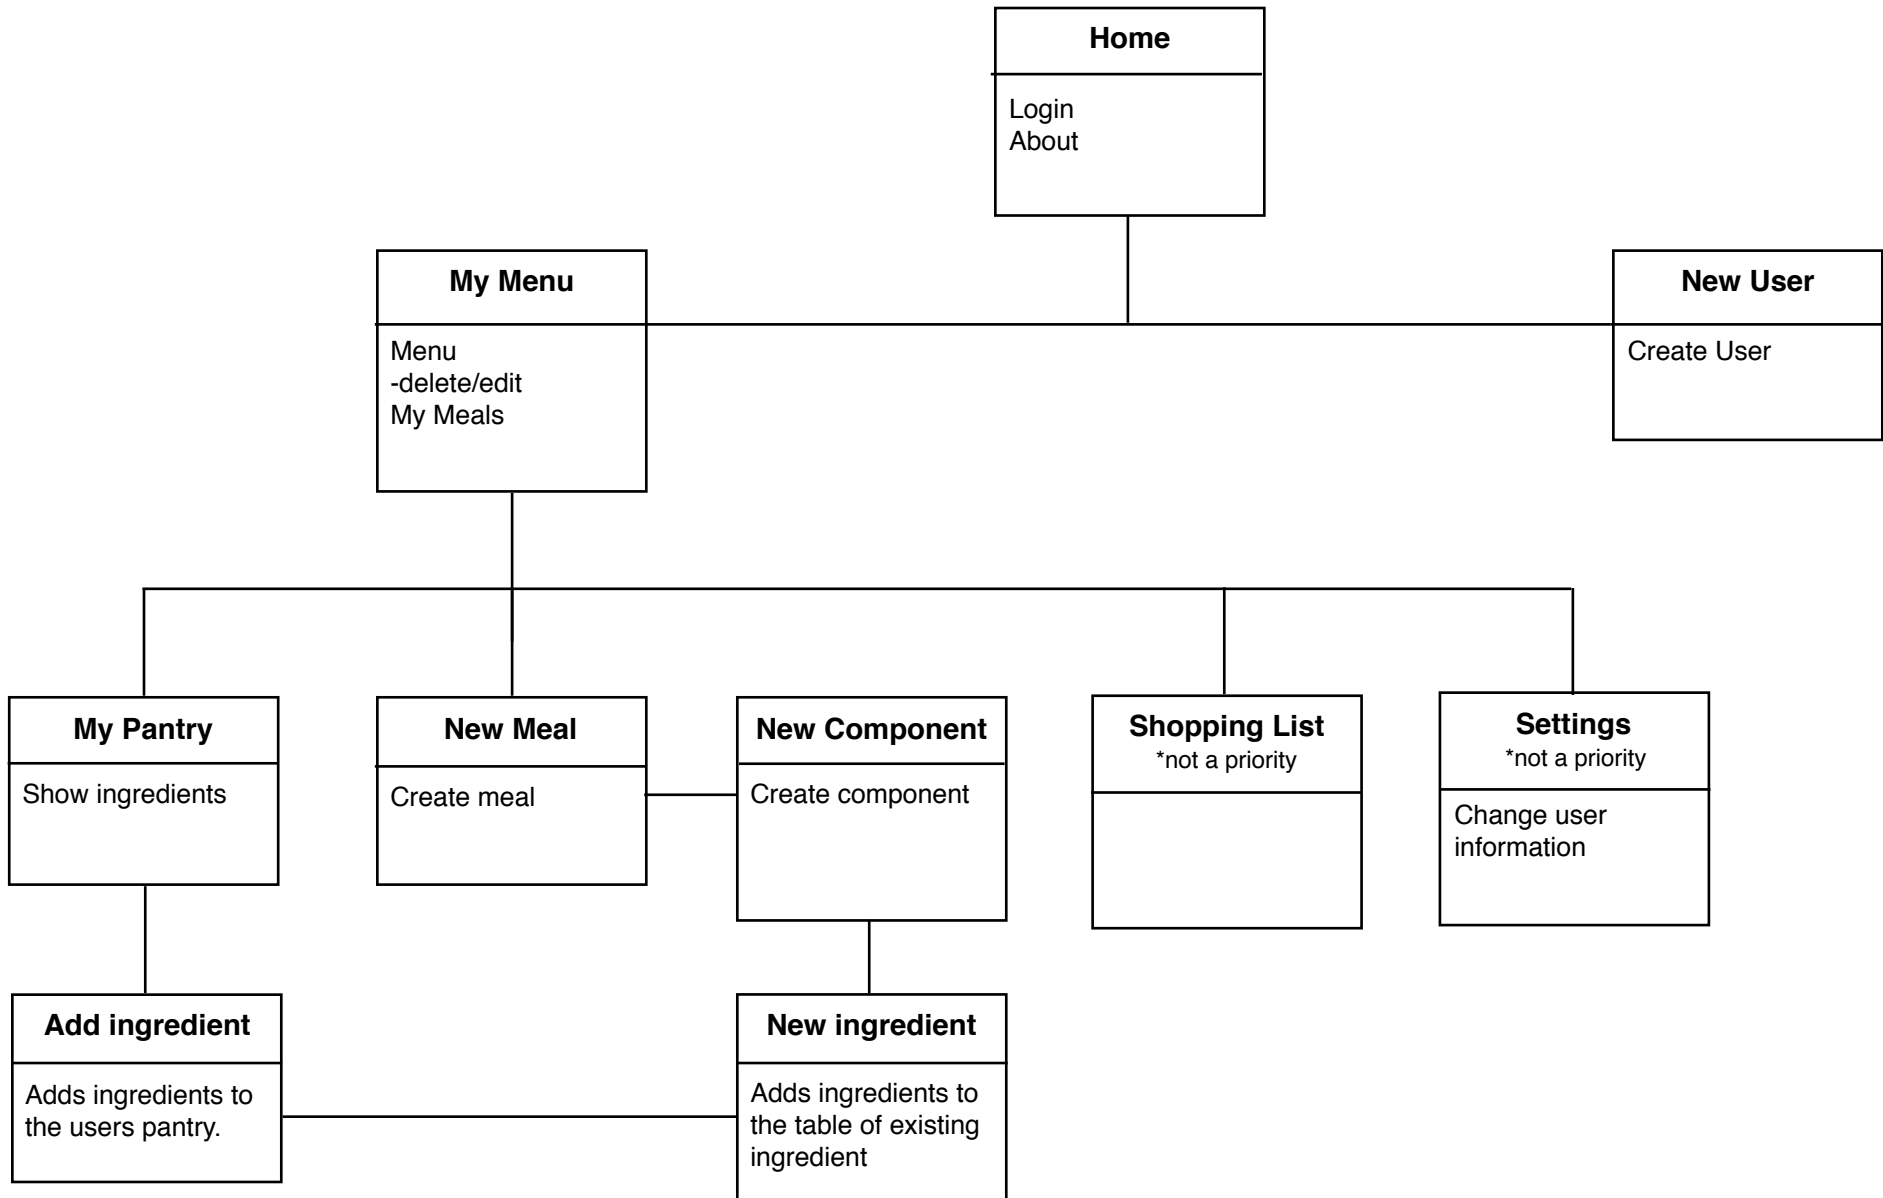 Home
Login
About
My Menu
Menu
-delete/edit
My Meals
New User
Create User
My Pantry
Show ingredients
New Meal
Create meal
New Component
Create component
Shopping List
*not a priority
Settings
*not a priority
Change user
information
Add ingredient
Adds ingredients to
the users pantry.
New ingredient
Adds ingredients to
the table of existing
ingredient